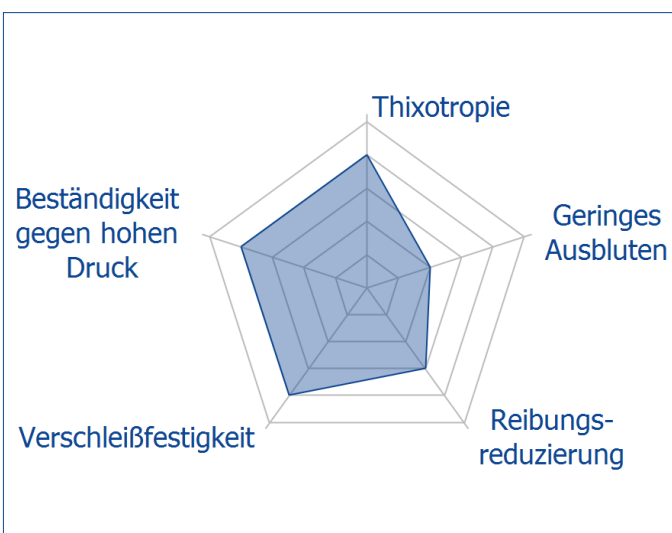 Thixotropie
Geringes
Ausbluten
Reibungs-
reduzierung
Verschleißfestigkeit
Beständigkeit
gegen hohen
Druck